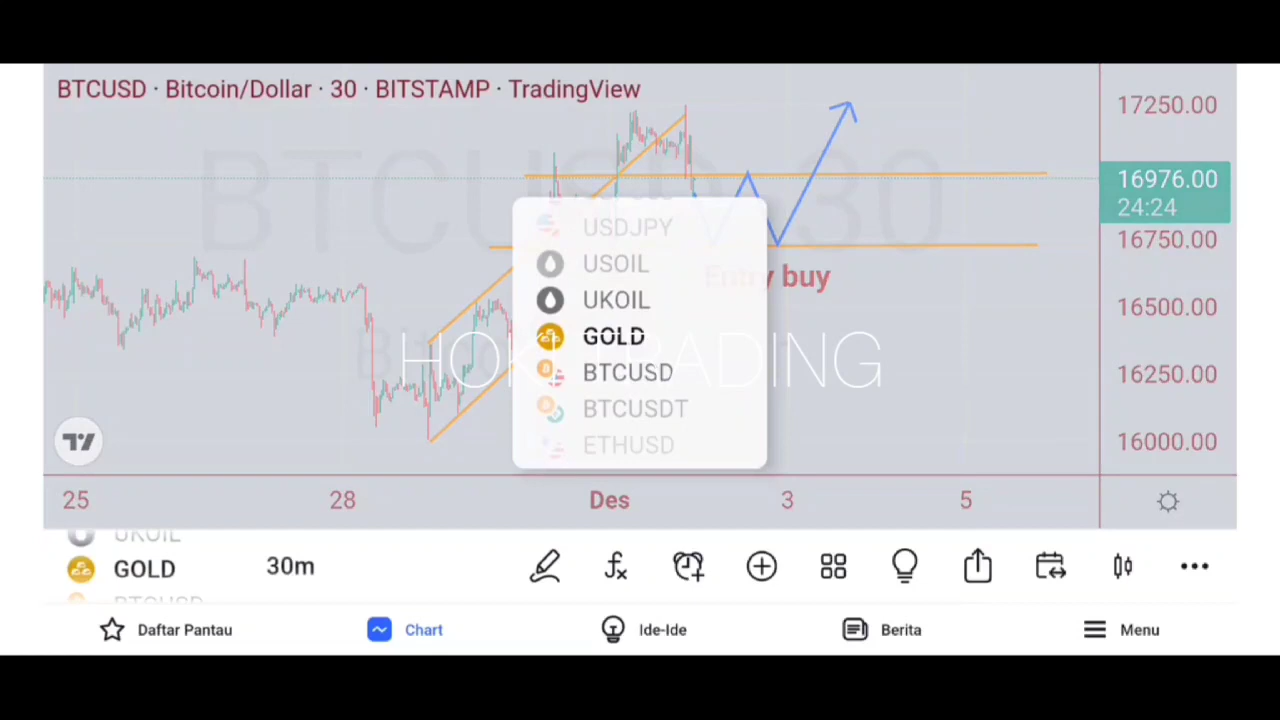 BTCUSD · Bitcoin/Dollar · 30 · BITSTAMP · TradingView
17250.00
16976.00
24:24
16750.00
16500.00
16250.00
16000.00
USDJPY
USOIL
UKOIL
GOLD
BTCUSD
BTCUSDT
ETHUSD
Entry buy
HOKI TRADING
25
28
Des
3
5
UKOIL
GOLD
BTCUSD
30m
Daftar Pantau
Chart
Ide-Ide
Berita
Menu